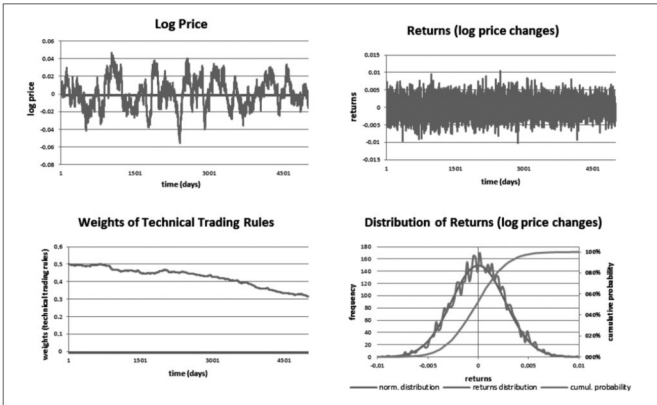 Log Price
log price
0.06
0.04
0.02
0
-0.02
-0.04
-0.06
-0.08
1 1501 3001 4501
time (days)
Returns (log price changes)
returns
0.015
0.01
0.005
0
-0.005
-0.01
-0.015
1 1501 3001 4501
time (days)
Weights of Technical Trading Rules
weights (technical trading rules)
0,6
0,5
0,4
0,3
0,2
0,1
0
1 1501 3001 4501
time (days)
Distribution of Returns (log price changes)
frequency
180
160
140
120
100
80
60
40
20
0
-0.01 -0.005 0 0.005 0.01
returns
100%
080%
060%
040%
020%
000%
cumulative probability
norm. distribution returns distribution cumul. probability